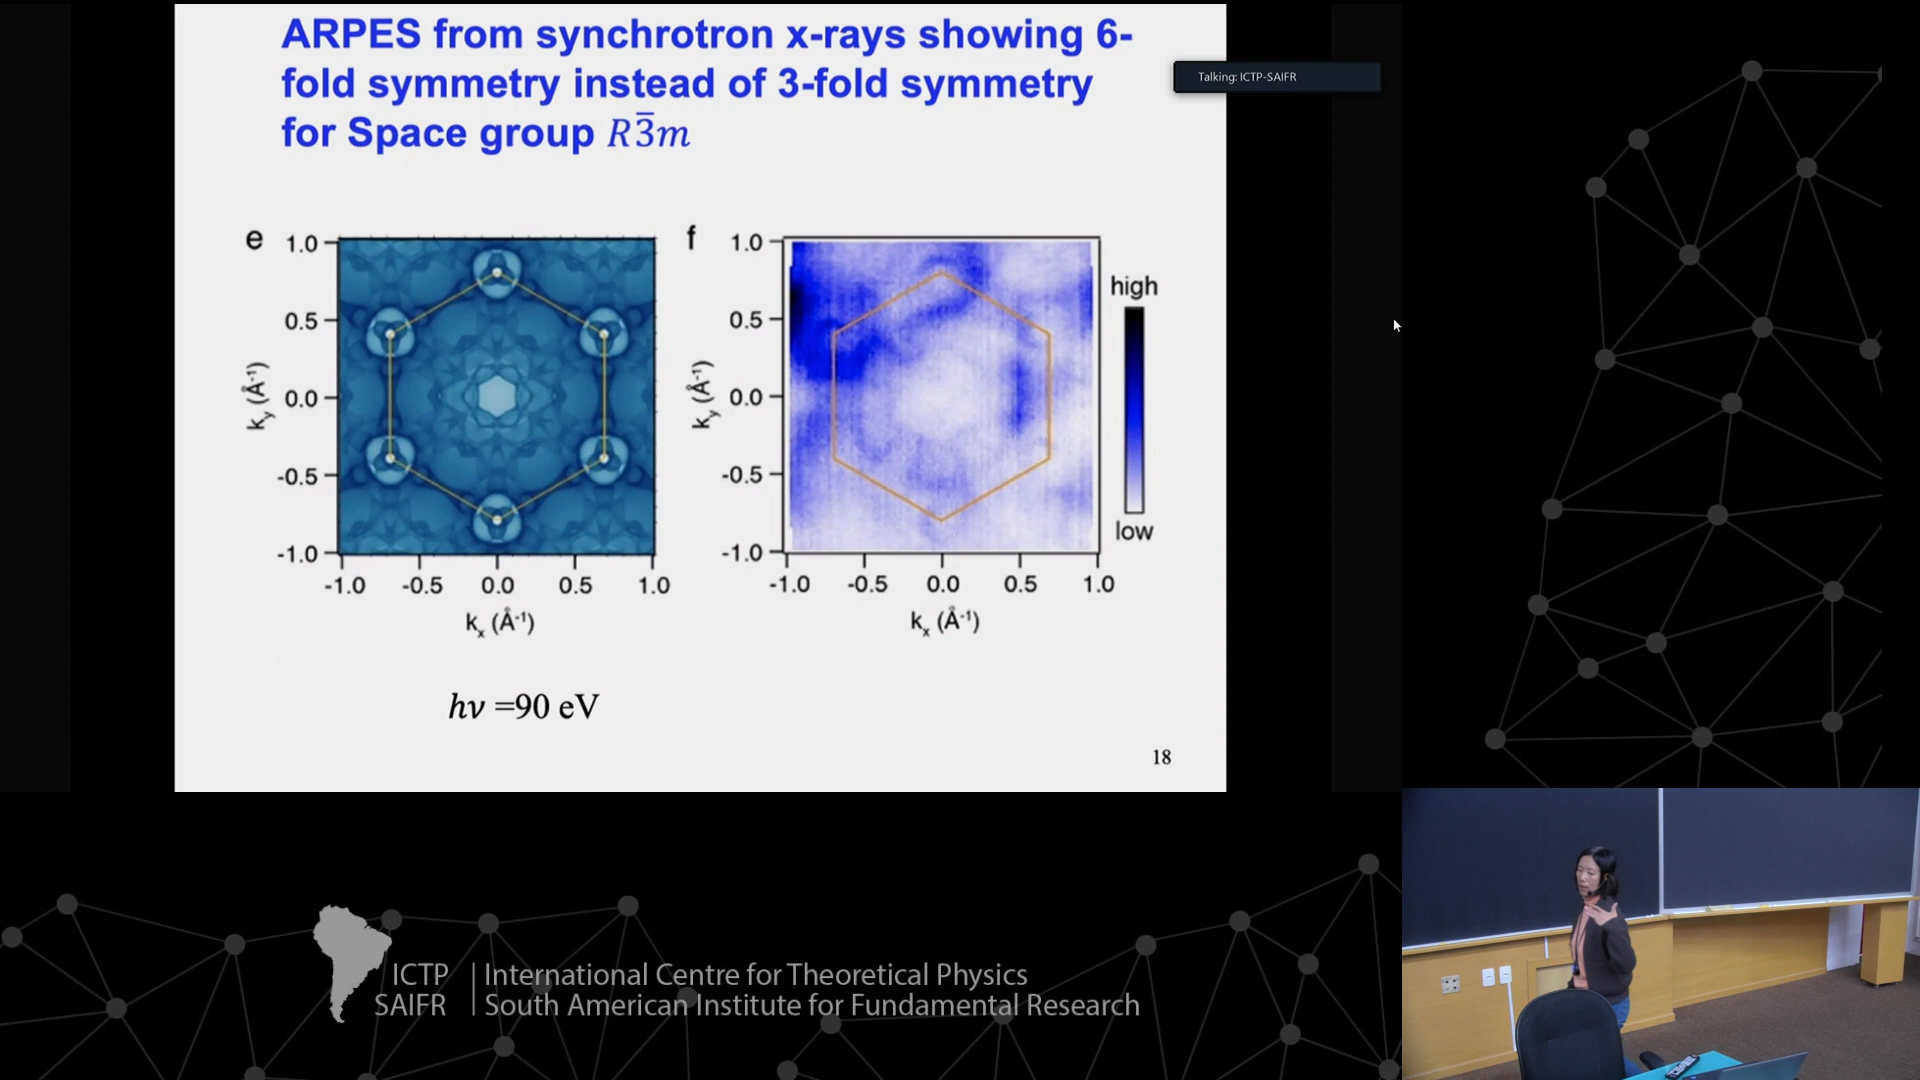 ARPES from synchrotron x-rays showing 6-
fold symmetry instead of 3-fold symmetry
for Space group R3̅m
Talking: ICTP-SAIFR
e
1.0
0.5
0.0
-0.5
-1.0
ky (Å-1)
-1.0 -0.5 0.0 0.5 1.0
kx (Å-1)
f
1.0
0.5
0.0
-0.5
-1.0
ky (Å-1)
-1.0 -0.5 0.0 0.5 1.0
kx (Å-1)
high
low
hν =90 eV
18
ICTP | International Centre for Theoretical Physics
SAIFR | South American Institute for Fundamental Research